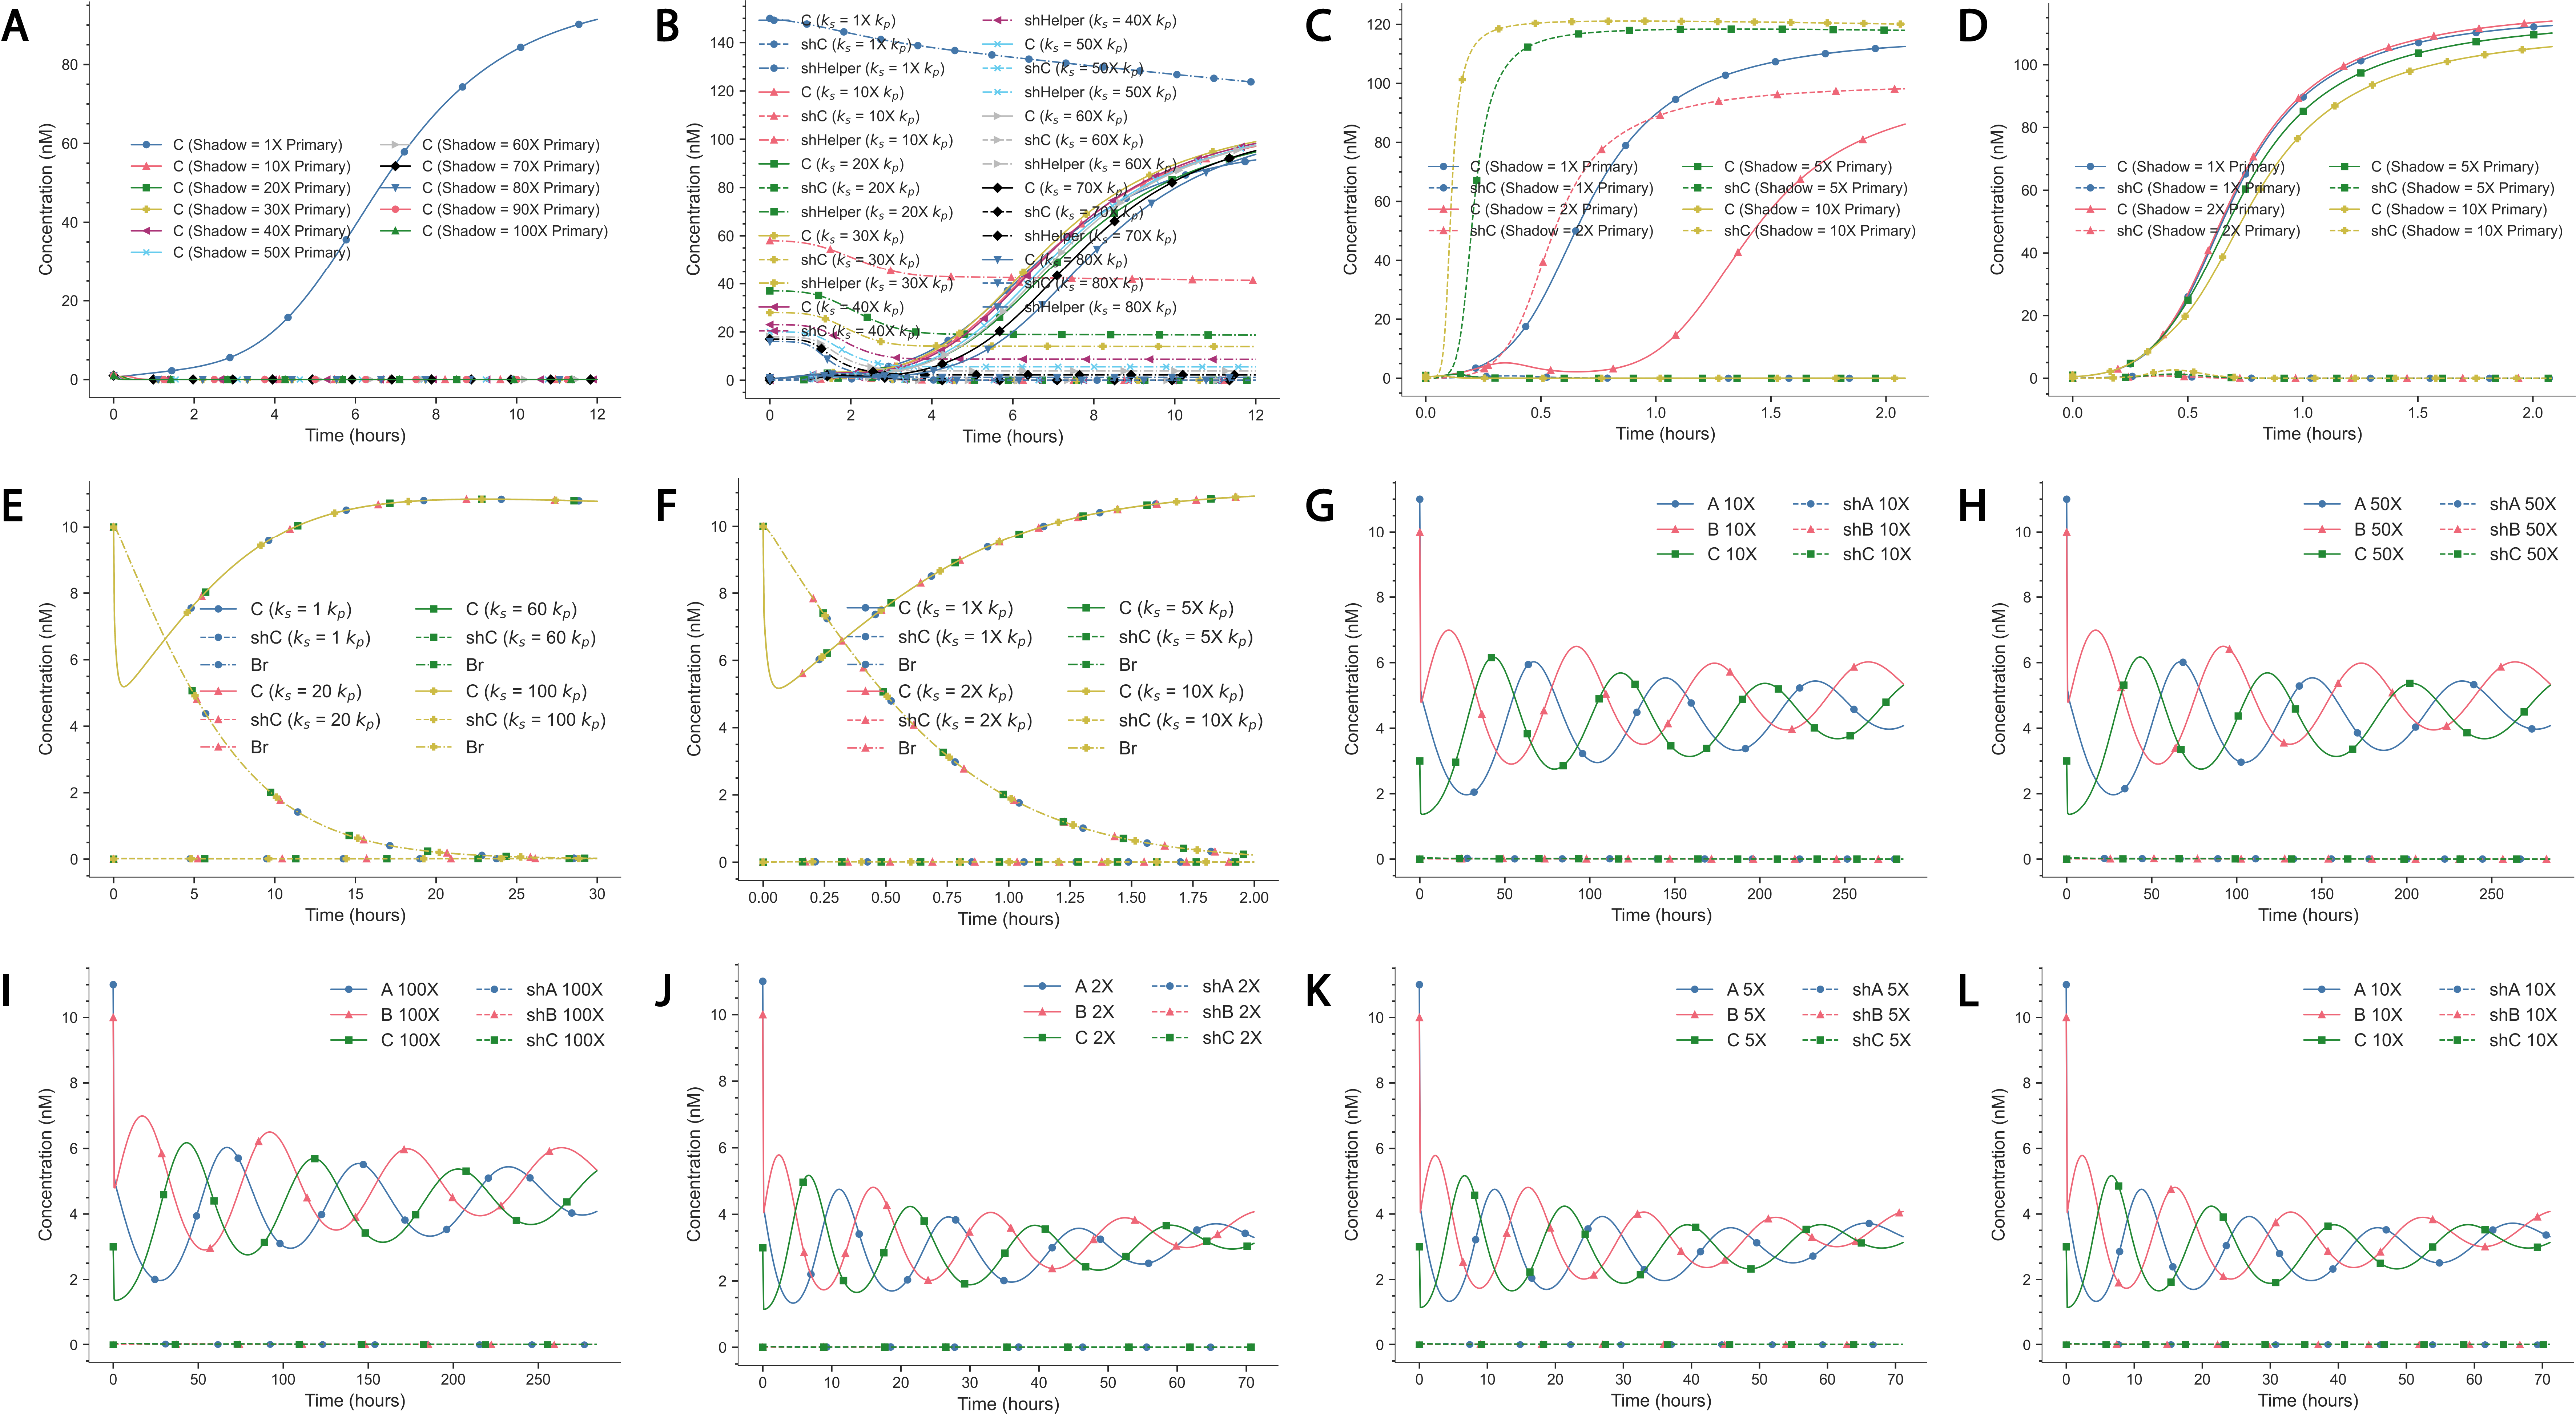 A
Concentration (nM)
80
60
40
20
0
C (Shadow = 1X Primary)
C (Shadow = 10X Primary)
C (Shadow = 20X Primary)
C (Shadow = 30X Primary)
C (Shadow = 40X Primary)
C (Shadow = 50X Primary)
C (Shadow = 60X Primary)
C (Shadow = 70X Primary)
C (Shadow = 80X Primary)
C (Shadow = 90X Primary)
C (Shadow = 100X Primary)
0 2 4 6 8 10 12
Time (hours)
B
Concentration (nM)
140
120
100
80
60
40
20
0
C (ks = 1X kp)
shC (ks = 1X kp)
shHelper (ks = 1X kp)
C (ks = 10X kp)
shC (ks = 10X kp)
shHelper (ks = 10X kp)
C (ks = 20X kp)
shC (ks = 20X kp)
shHelper (ks = 20X kp)
C (ks = 30X kp)
shC (ks = 30X kp)
shHelper (ks = 30X kp)
C (ks = 40X kp)
shC (ks = 40X kp)
shHelper (ks = 40X kp)
C (ks = 50X kp)
shC (ks = 50X kp)
shHelper (ks = 50X kp)
C (ks = 60X kp)
shC (ks = 60X kp)
shHelper (ks = 60X kp)
C (ks = 70X kp)
shC (ks = 70X kp)
shHelper (ks = 70X kp)
C (ks = 80X kp)
shC (ks = 80X kp)
shHelper (ks = 80X kp)
0 2 4 6 8 10 12
Time (hours)
C
Concentration (nM)
120
100
80
60
40
20
0
C (Shadow = 1X Primary)
shC (Shadow = 1X Primary)
C (Shadow = 2X Primary)
shC (Shadow = 2X Primary)
C (Shadow = 5X Primary)
shC (Shadow = 5X Primary)
C (Shadow = 10X Primary)
shC (Shadow = 10X Primary)
0.0 0.5 1.0 1.5 2.0
Time (hours)
D
Concentration (nM)
100
80
60
40
20
0
C (Shadow = 1X Primary)
shC (Shadow = 1X Primary)
C (Shadow = 2X Primary)
shC (Shadow = 2X Primary)
C (Shadow = 5X Primary)
shC (Shadow = 5X Primary)
C (Shadow = 10X Primary)
shC (Shadow = 10X Primary)
0.0 0.5 1.0 1.5 2.0
Time (hours)
E
Concentration (nM)
10
8
6
4
2
0
C (ks = 1 kp)
shC (ks = 1 kp)
Br
C (ks = 20 kp)
shC (ks = 20 kp)
Br
C (ks = 60 kp)
shC (ks = 60 kp)
Br
C (ks = 100 kp)
shC (ks = 100 kp)
Br
0 5 10 15 20 25 30
Time (hours)
F
Concentration (nM)
10
8
6
4
2
0
C (ks = 1X kp)
shC (ks = 1X kp)
Br
C (ks = 2X kp)
shC (ks = 2X kp)
Br
C (ks = 5X kp)
shC (ks = 5X kp)
Br
C (ks = 10X kp)
shC (ks = 10X kp)
Br
0.00 0.25 0.50 0.75 1.00 1.25 1.50 1.75 2.00
Time (hours)
G
Concentration (nM)
10
8
6
4
2
0
A 10X
B 10X
C 10X
shA 10X
shB 10X
shC 10X
0 50 100 150 200 250
Time (hours)
H
Concentration (nM)
10
8
6
4
2
0
A 50X
B 50X
C 50X
shA 50X
shB 50X
shC 50X
0 50 100 150 200 250
Time (hours)
I
Concentration (nM)
10
8
6
4
2
0
A 100X
B 100X
C 100X
shA 100X
shB 100X
shC 100X
0 50 100 150 200 250
Time (hours)
J
Concentration (nM)
10
8
6
4
2
0
A 2X
B 2X
C 2X
shA 2X
shB 2X
shC 2X
0 10 20 30 40 50 60 70
Time (hours)
K
Concentration (nM)
10
8
6
4
2
0
A 5X
B 5X
C 5X
shA 5X
shB 5X
shC 5X
0 10 20 30 40 50 60 70
Time (hours)
L
Concentration (nM)
10
8
6
4
2
0
A 10X
B 10X
C 10X
shA 10X
shB 10X
shC 10X
0 10 20 30 40 50 60 70
Time (hours)